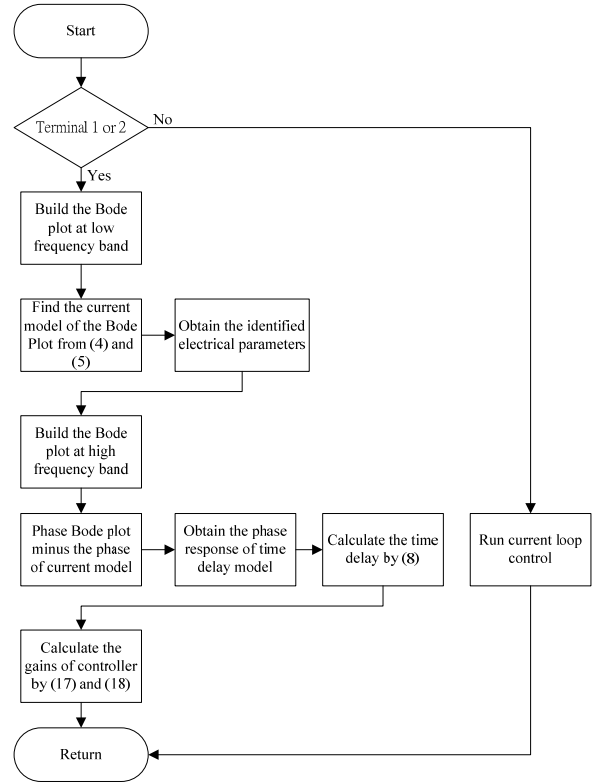 Start
Terminal 1 or 2
No
Yes
Build the Bode
plot at low
frequency band
Find the current
model of the Bode
Plot from (4) and
(5)
Obtain the identified
electrical parameters
Build the Bode
plot at high
frequency band
Phase Bode plot
minus the phase
of current model
Obtain the phase
response of time
delay model
Calculate the time
delay by (8)
Run current loop
control
Calculate the
gains of controller
by (17) and (18)
Return